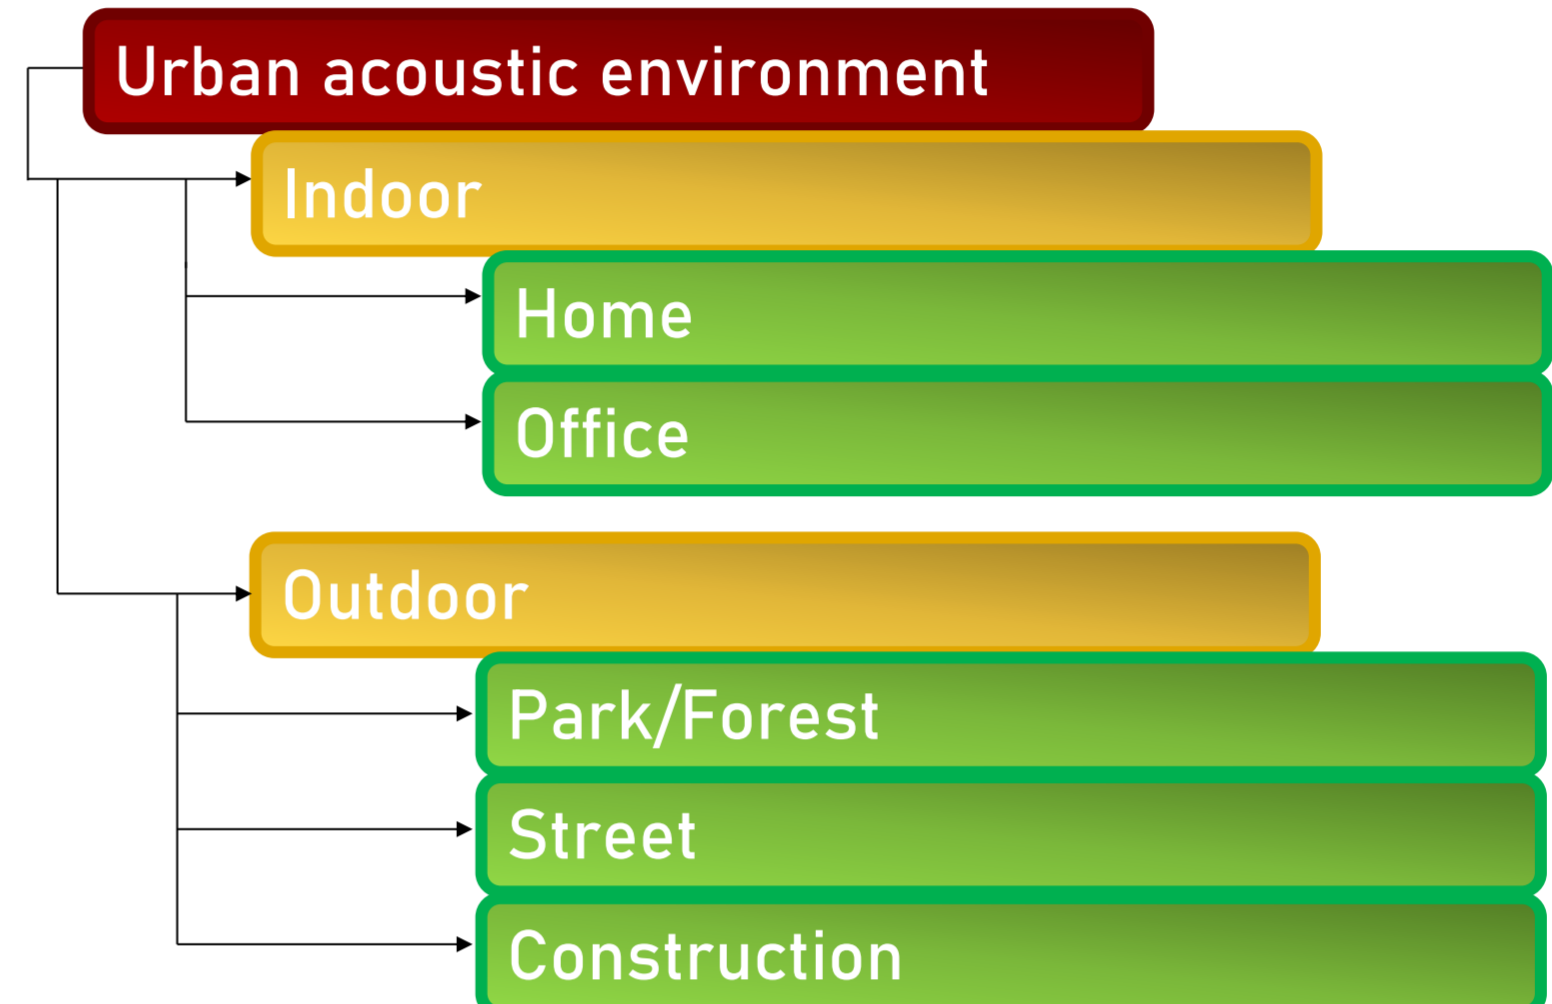 Urban acoustic environment
Indoor
Home
Office
Outdoor
Park/Forest
Street
Construction